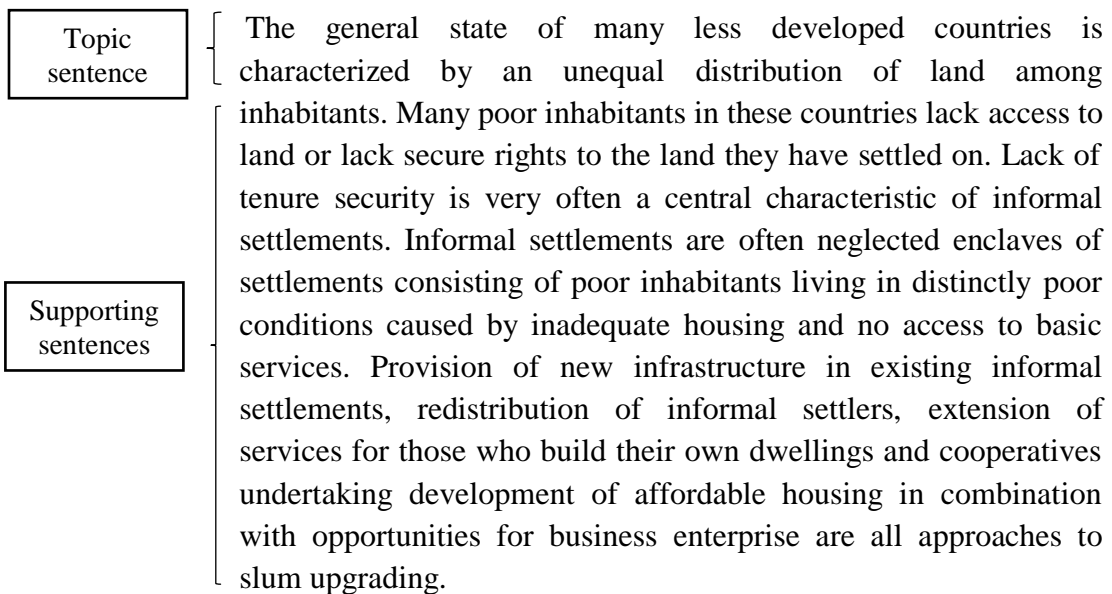 Topic
sentence
The general state of many less developed countries is
characterized by an unequal distribution of land among
inhabitants. Many poor inhabitants in these countries lack access to
land or lack secure rights to the land they have settled on. Lack of
tenure security is very often a central characteristic of informal
settlements. Informal settlements are often neglected enclaves of
settlements consisting of poor inhabitants living in distinctly poor
conditions caused by inadequate housing and no access to basic
services. Provision of new infrastructure in existing informal
settlements, redistribution of informal settlers, extension of
services for those who build their own dwellings and cooperatives
undertaking development of affordable housing in combination
with opportunities for business enterprise are all approaches to
slum upgrading.
Supporting
sentences